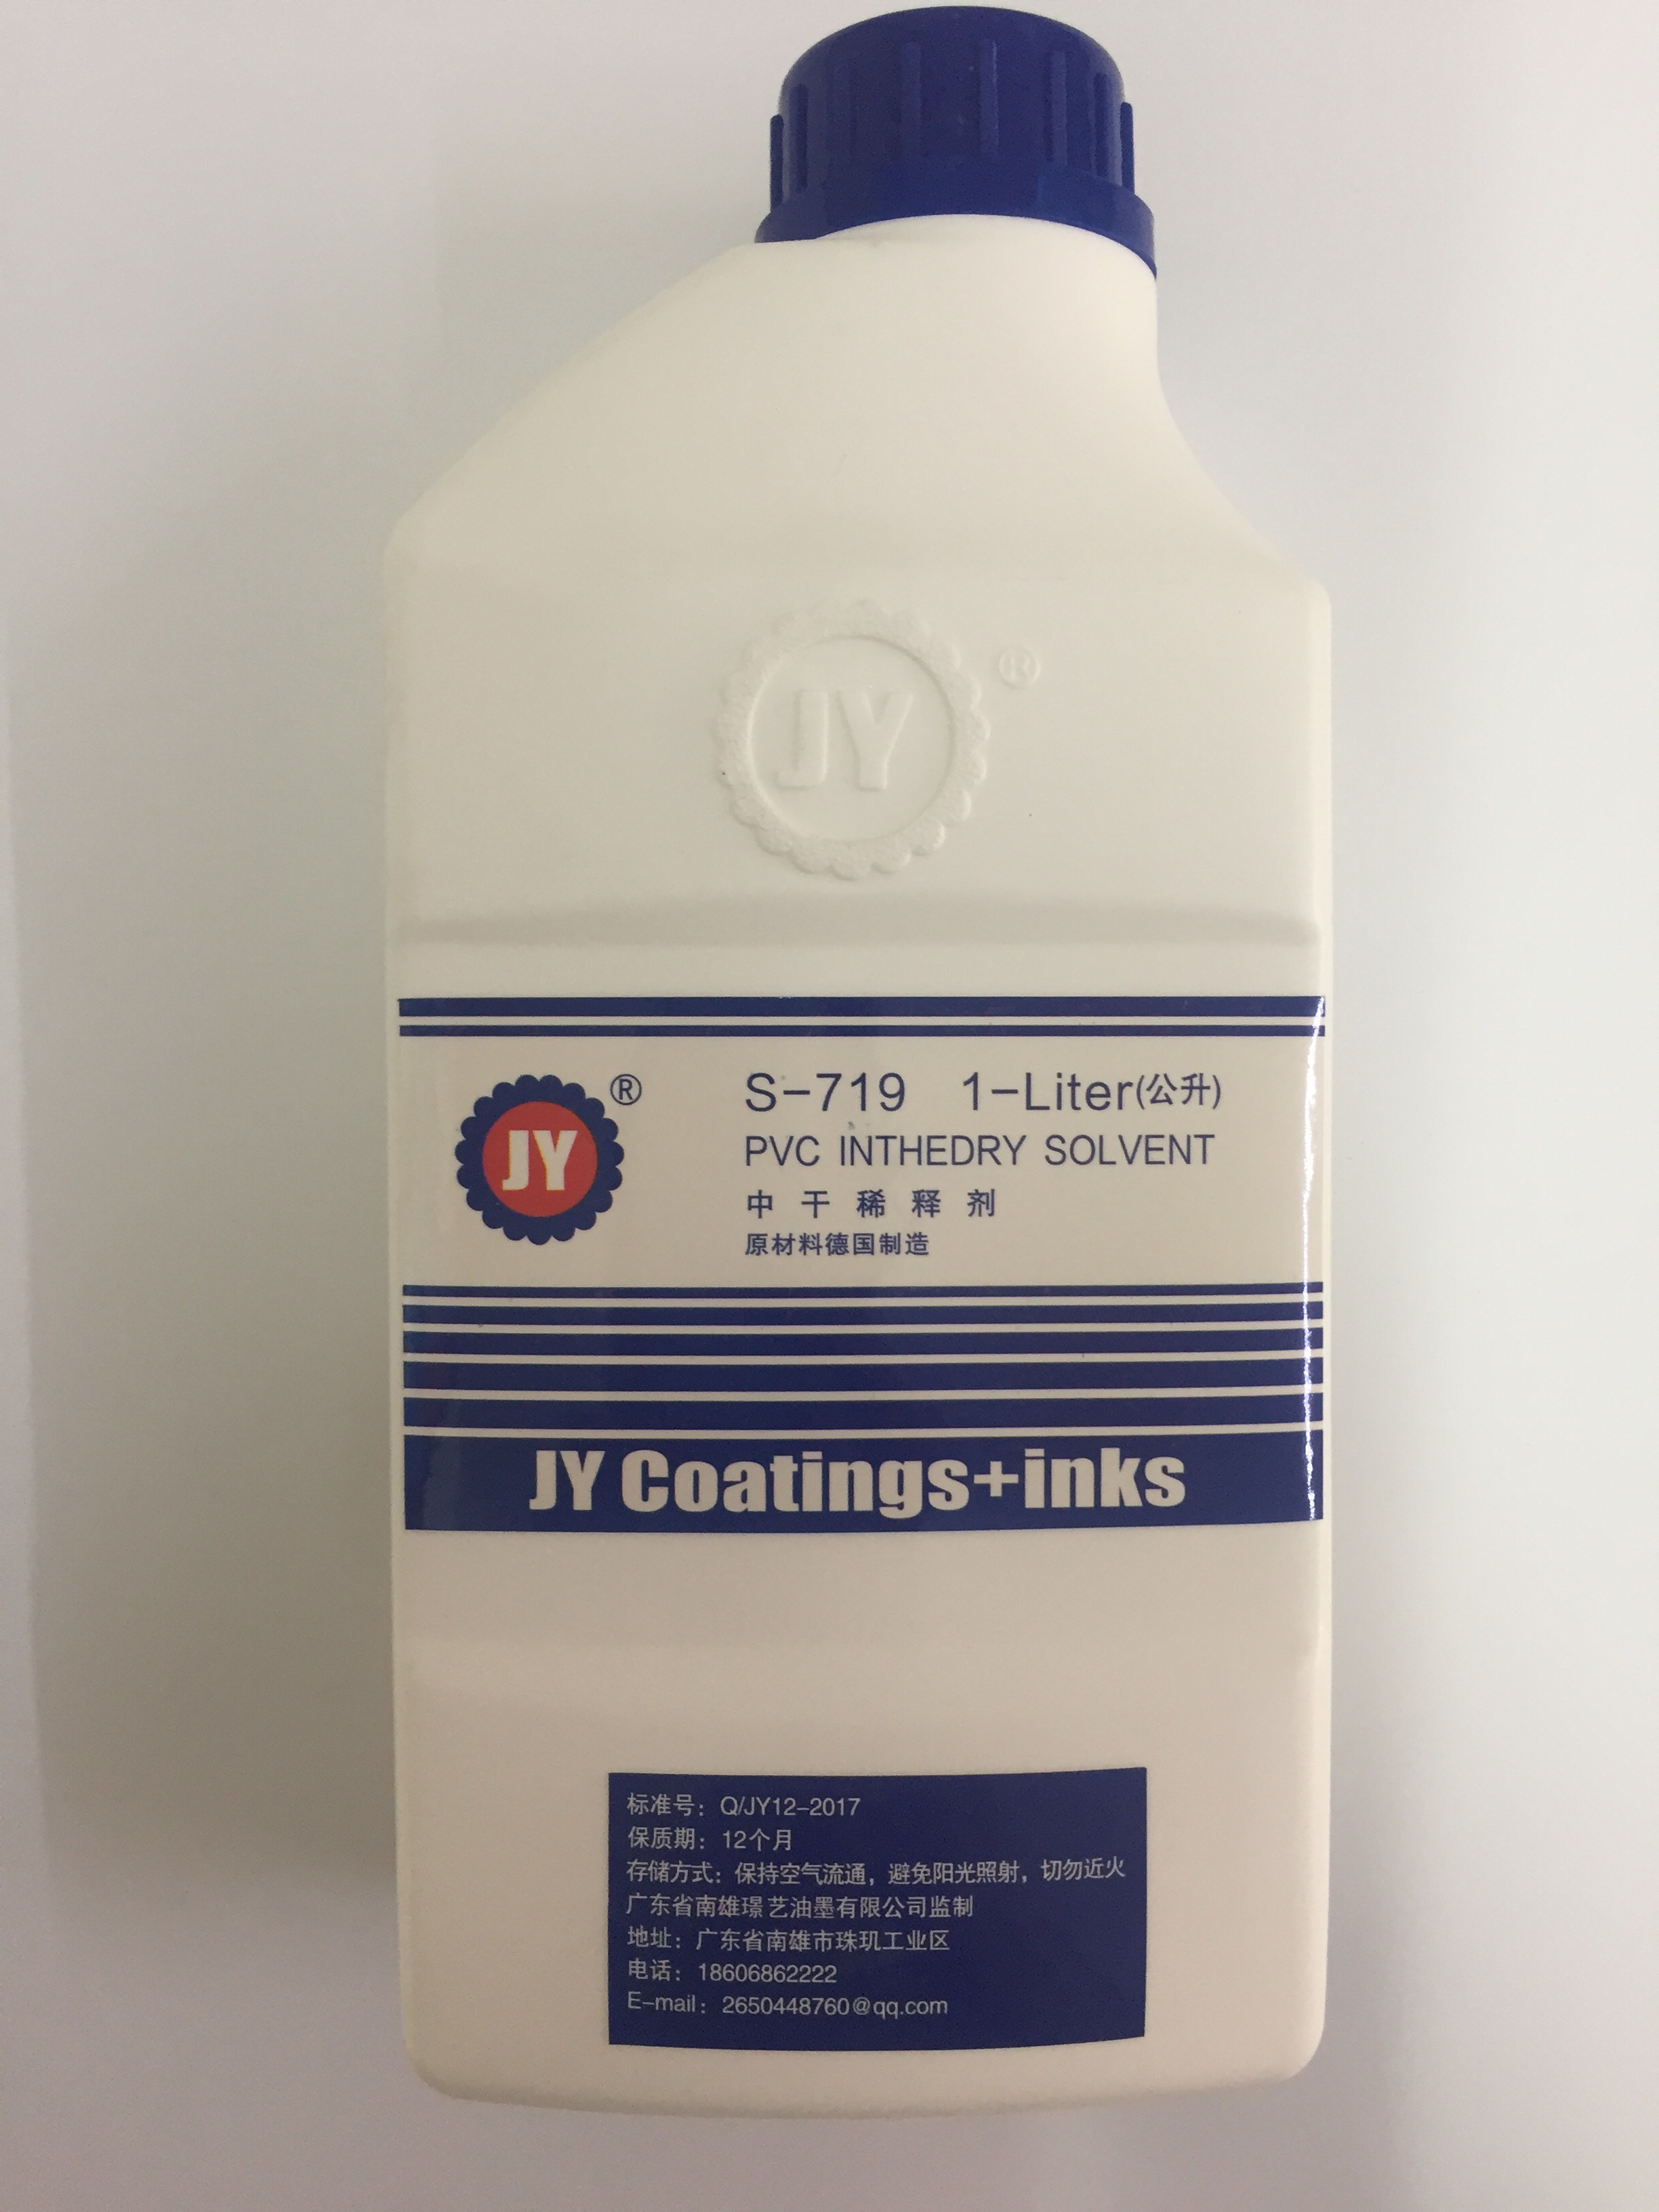 JY ®
S-719 1-Liter(公升)
PVC INTHEDRY SOLVENT
JY ®
中干稀释剂
原材料德国制造
JY Coatings+inks
标准号：Q/JY12-2017
保质期：12个月
存储方式：保持空气流通，避免阳光照射，切勿近火
广东省南雄璟艺油墨有限公司监制
地址：广东省南雄市珠玑工业区
电话：18606862222
E-mail：2650448760@qq.com